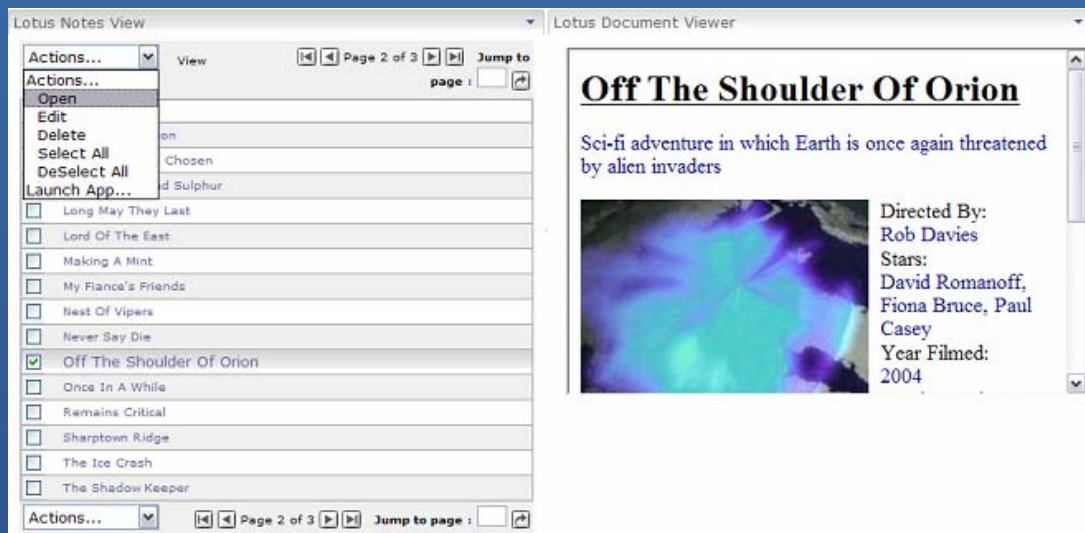 Lotus Notes View
Actions...
View
Page 2 of 3
Jump to
page :
Actions...
Open
Edit
Delete
Select All
DeSelect All
Launch App...
on
Chosen
d Sulphur
Long May They Last
Lord Of The East
Making A Mint
My Fiance's Friends
Nest Of Vipers
Never Say Die
Off The Shoulder Of Orion
Once In A While
Remains Critical
Sharptown Ridge
The Ice Crash
The Shadow Keeper
Actions...
Page 2 of 3
Jump to page :
Lotus Document Viewer
Off The Shoulder Of Orion
Sci-fi adventure in which Earth is once again threatened
by alien invaders
Directed By:
Rob Davies
Stars:
David Romanoff,
Fiona Bruce, Paul
Casey
Year Filmed:
2004